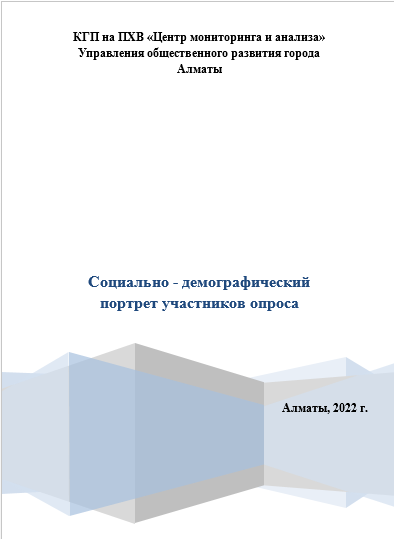 КГП на ПХВ «Центр мониторинга и анализа»
Управления общественного развития города
Алматы
Социально - демографический
портрет участников опроса
Алматы, 2022 г.